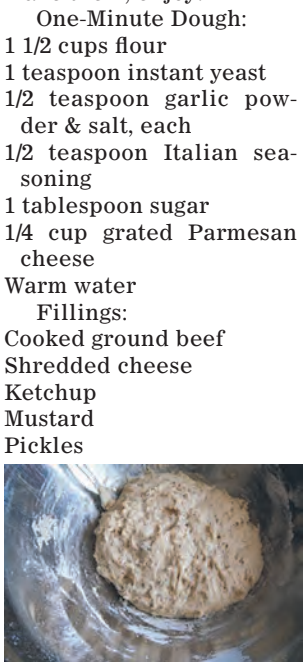 One-Minute Dough:
1 1/2 cups flour
1 teaspoon instant yeast
1/2 teaspoon garlic pow-
der & salt, each
1/2 teaspoon Italian sea-
soning
1 tablespoon sugar
1/4 cup grated Parmesan
cheese
Warm water
Fillings:
Cooked ground beef
Shredded cheese
Ketchup
Mustard
Pickles